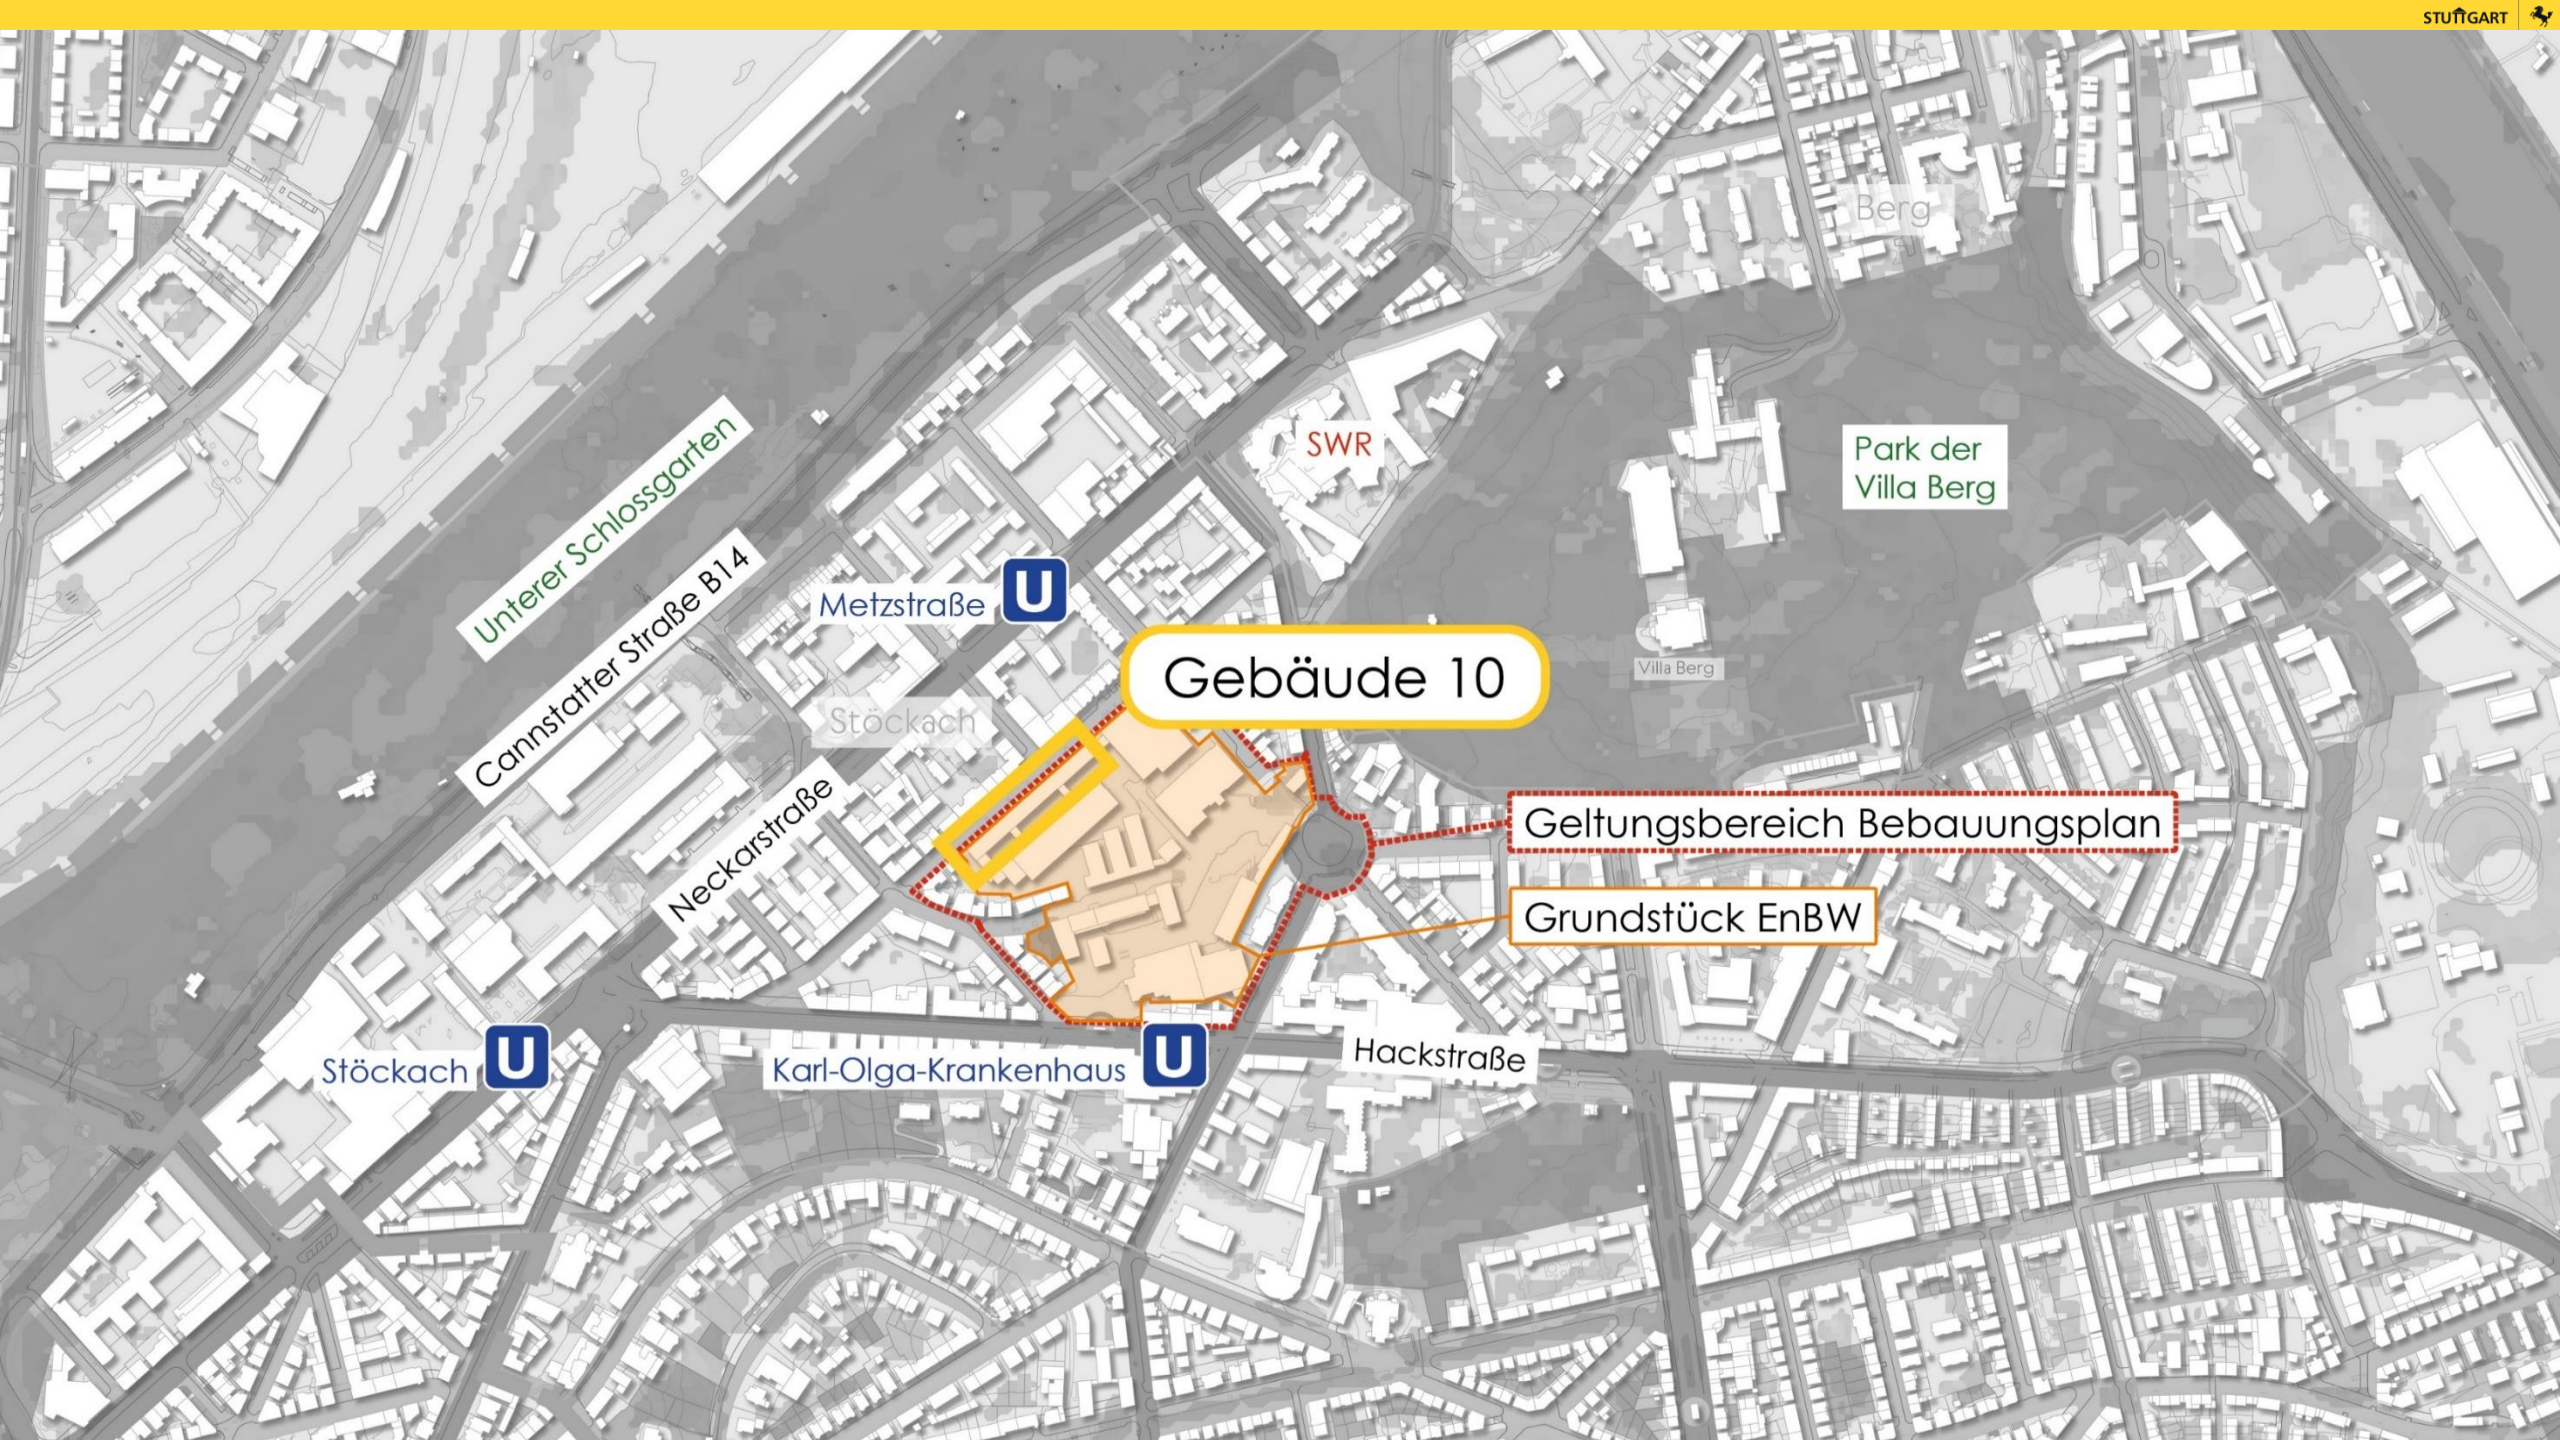 STUTTGART
Berg
Unterer Schlossgarten
SWR
Park der
Villa Berg
Cannstatter Straße B14
Metzstraße U
Gebäude 10
Villa Berg
Stöckach
Neckarstraße
Geltungsbereich Bebauungsplan
Grundstück EnBW
Stöckach U
Karl-Olga-Krankenhaus U
Hackstraße